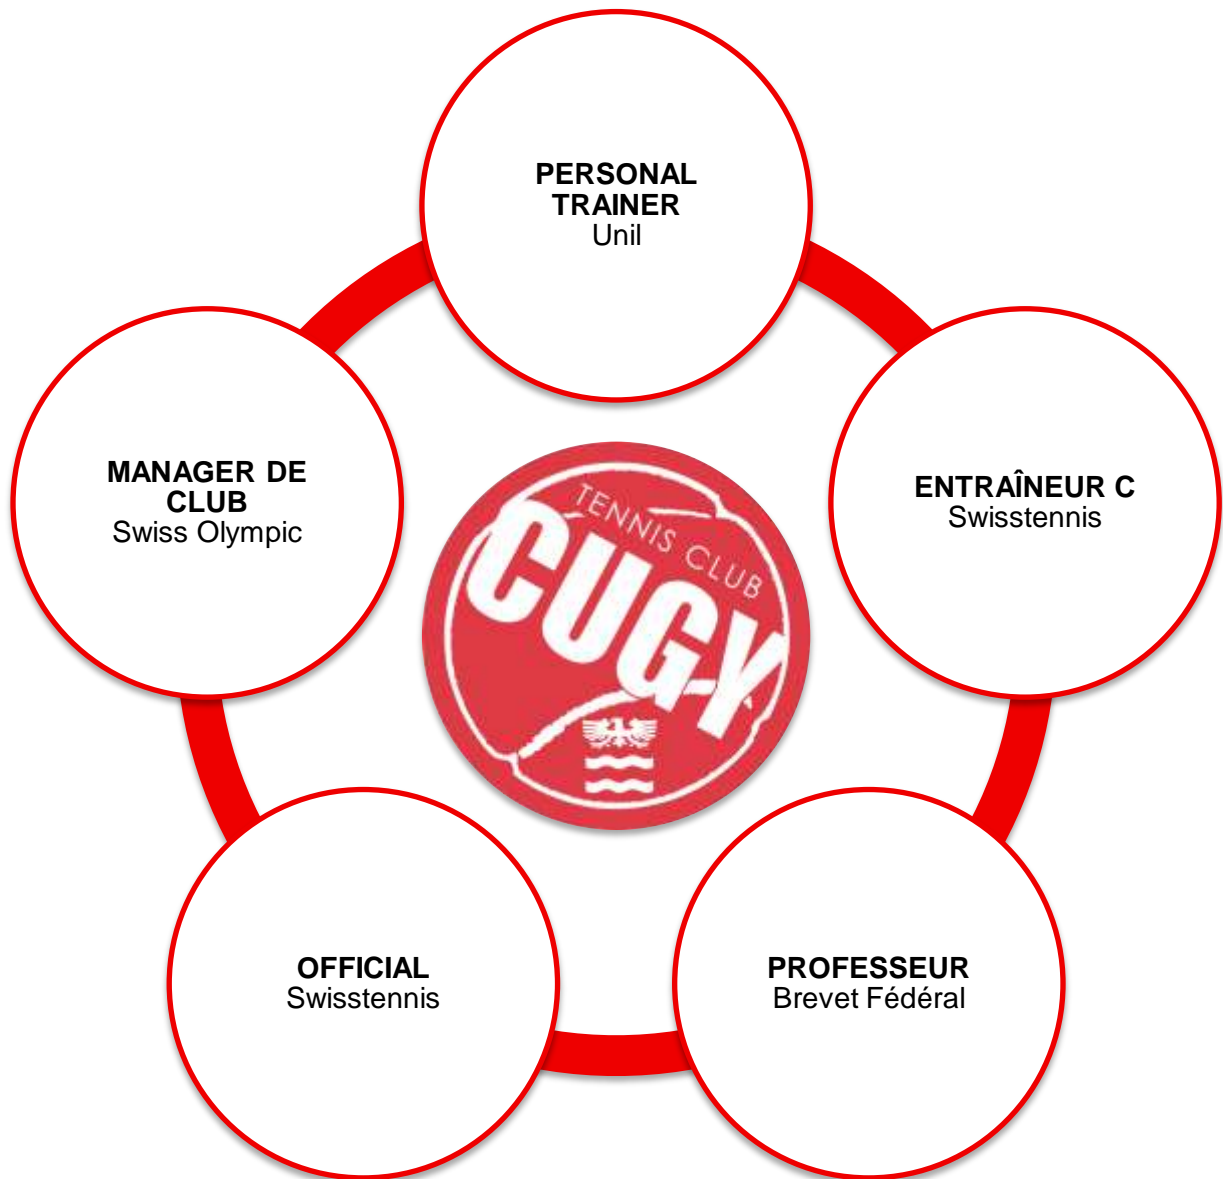 PERSONAL
TRAINER
Unil
MANAGER DE
CLUB
Swiss Olympic
ENTRAÎNEUR C
Swisstennis
TENNIS CLUB
CUGY
OFFICIAL
Swisstennis
PROFESSEUR
Brevet Fédéral